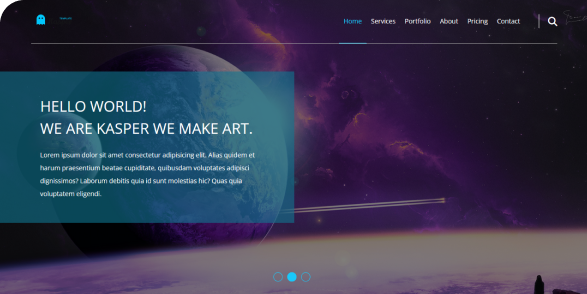 Home Services Portfolio About Pricing Contact
HELLO WORLD!
WE ARE KASPER WE MAKE ART.
Lorem ipsum dolor sit amet consectetur adipisicing elit. Alias quidem et
harum praesentium beatae cupiditate, quibusdam voluptates adipisci
dignissimos? Laborum debitis quia id sunt molestias hic? Quas quia
voluptatem eligendi.